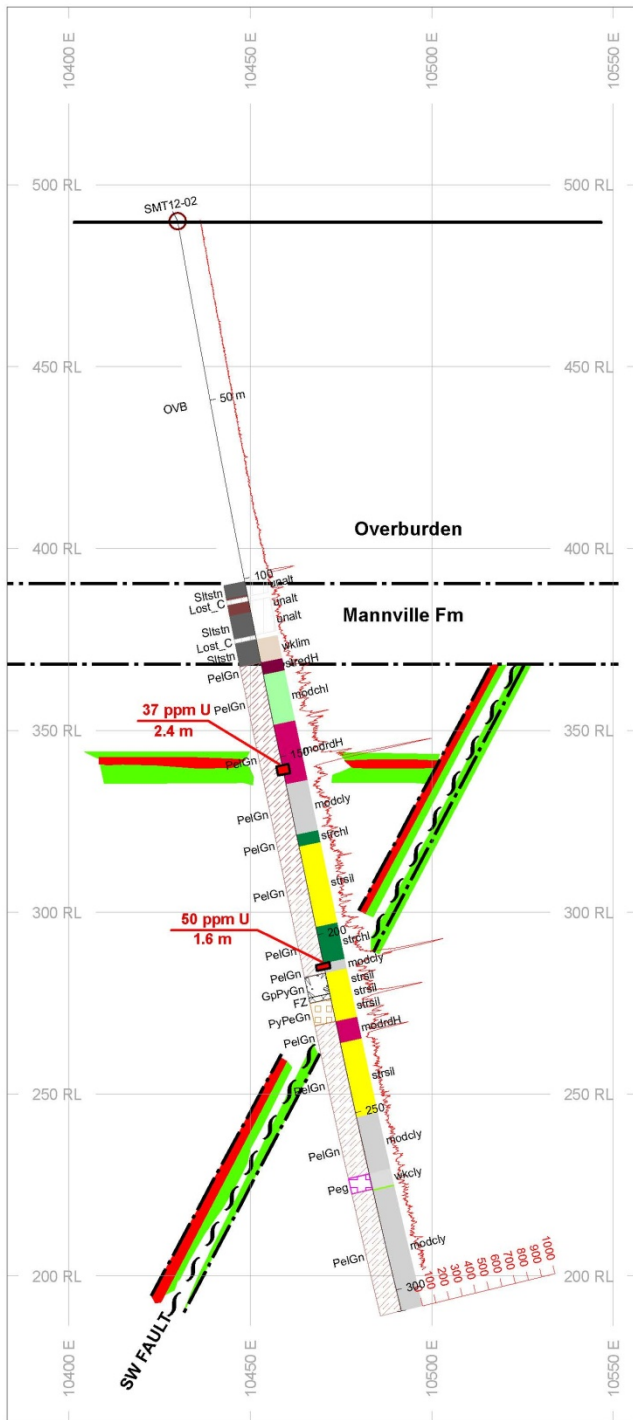 10400 E
10450 E
10500 E
10550 E
500 RL
500 RL
SMT12-02
450 RL
450 RL
50 m
OVB
Overburden
400 RL
400 RL
100
unalt
Sltstn
Lost_C
unalt
Mannville Fm
Sltstn
unalt
Lost_C
wklim
Sltstn
PelGn
modchl
PelGn
37 ppm U
2.4 m
350 RL
350 RL
modrdH
150
PelGn
modcly
PelGn
strchl
PelGn
strsil
300 RL
300 RL
50 ppm U
1.6 m
200
strchl
PelGn
modcly
PelGn
strsil
GpPyGn
FZ
strsil
PyPeGn
modrdH
PelGn
strsil
PelGn
250 RL
250 RL
250
modcly
PelGn
wkcly
Peg
modcly
PelGn
200 RL
200 RL
300
100
200
300
400
500
600
700
800
900
1000
SW FAULT
10400 E
10450 E
10500 E
10550 E